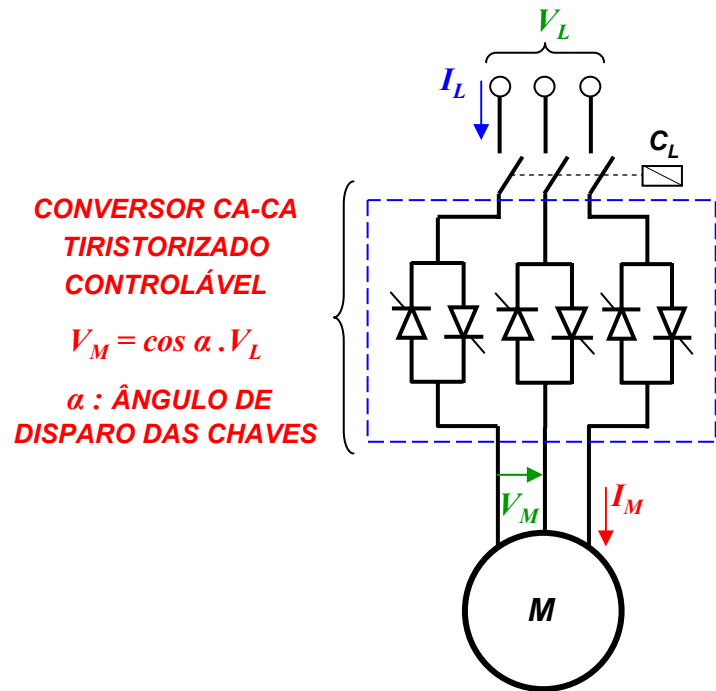 V_L
I_L
C_L
CONVERSOR CA-CA
TIRISTORIZADO
CONTROLÁVEL
V_M = cos α .V_L
α : ÂNGULO DE
DISPARO DAS CHAVES
V_M
I_M
M